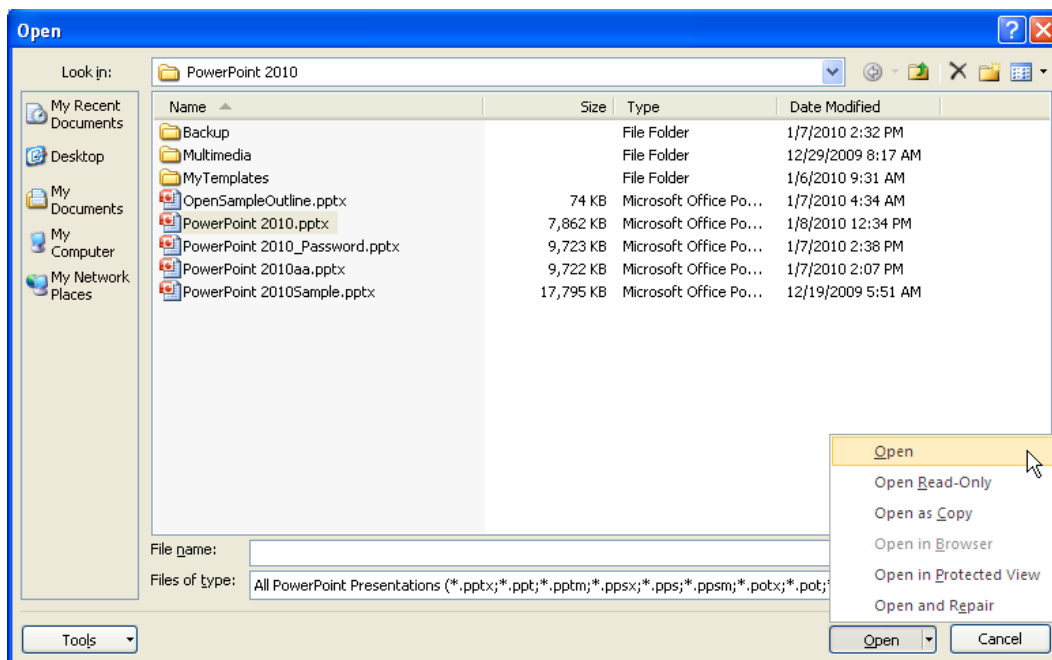 Open
Look in: PowerPoint 2010
My Recent Documents
Desktop
My Documents
My Computer
My Network Places
Name Size Type Date Modified
Backup File Folder 1/7/2010 2:32 PM
Multimedia File Folder 12/29/2009 8:17 AM
MyTemplates File Folder 1/6/2010 9:31 AM
OpenSampleOutline.pptx 74 KB Microsoft Office Po... 1/7/2010 4:34 AM
PowerPoint 2010.pptx 7,862 KB Microsoft Office Po... 1/8/2010 12:34 PM
PowerPoint 2010_Password.pptx 9,723 KB Microsoft Office Po... 1/7/2010 2:38 PM
PowerPoint 2010aa.pptx 9,722 KB Microsoft Office Po... 1/7/2010 2:07 PM
PowerPoint 2010Sample.pptx 17,795 KB Microsoft Office Po... 12/19/2009 5:51 AM
File name:
Files of type: All PowerPoint Presentations (*.pptx;*.ppt;*.pptm;*.ppsx;*.pps;*.ppsm;*.potx;*.pot;*
Open
Open Read-Only
Open as Copy
Open in Browser
Open in Protected View
Open and Repair
Tools Open Cancel